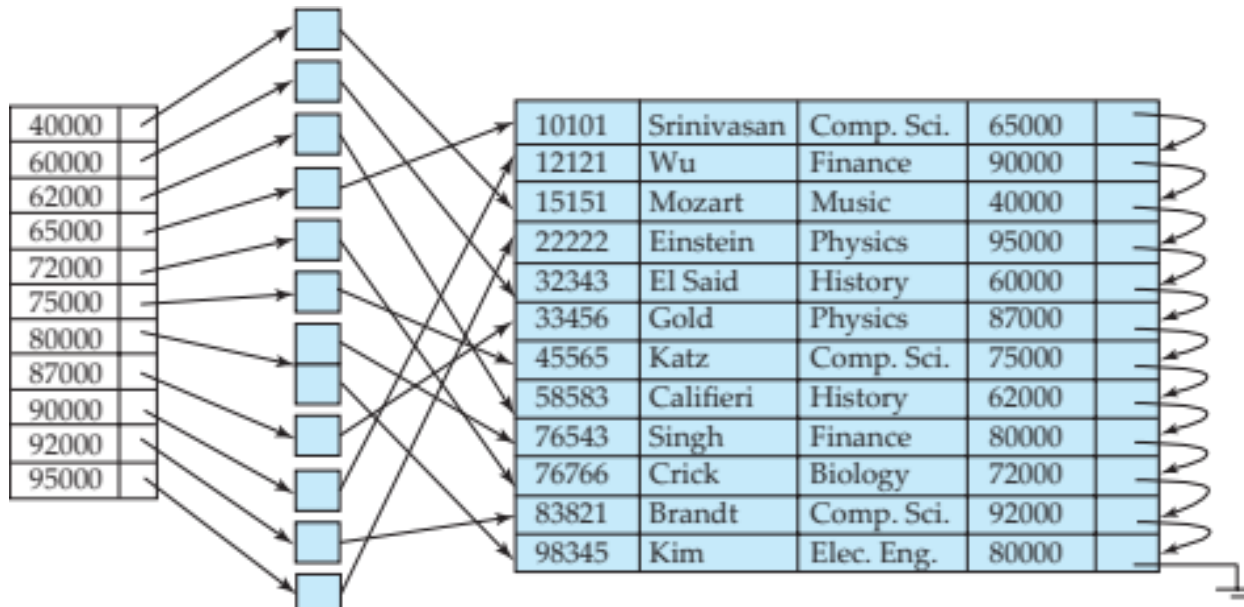 40000
60000
62000
65000
72000
75000
80000
87000
90000
92000
95000
10101 Srinivasan Comp. Sci. 65000
12121 Wu Finance 90000
15151 Mozart Music 40000
22222 Einstein Physics 95000
32343 El Said History 60000
33456 Gold Physics 87000
45565 Katz Comp. Sci. 75000
58583 Califieri History 62000
76543 Singh Finance 80000
76766 Crick Biology 72000
83821 Brandt Comp. Sci. 92000
98345 Kim Elec. Eng. 80000